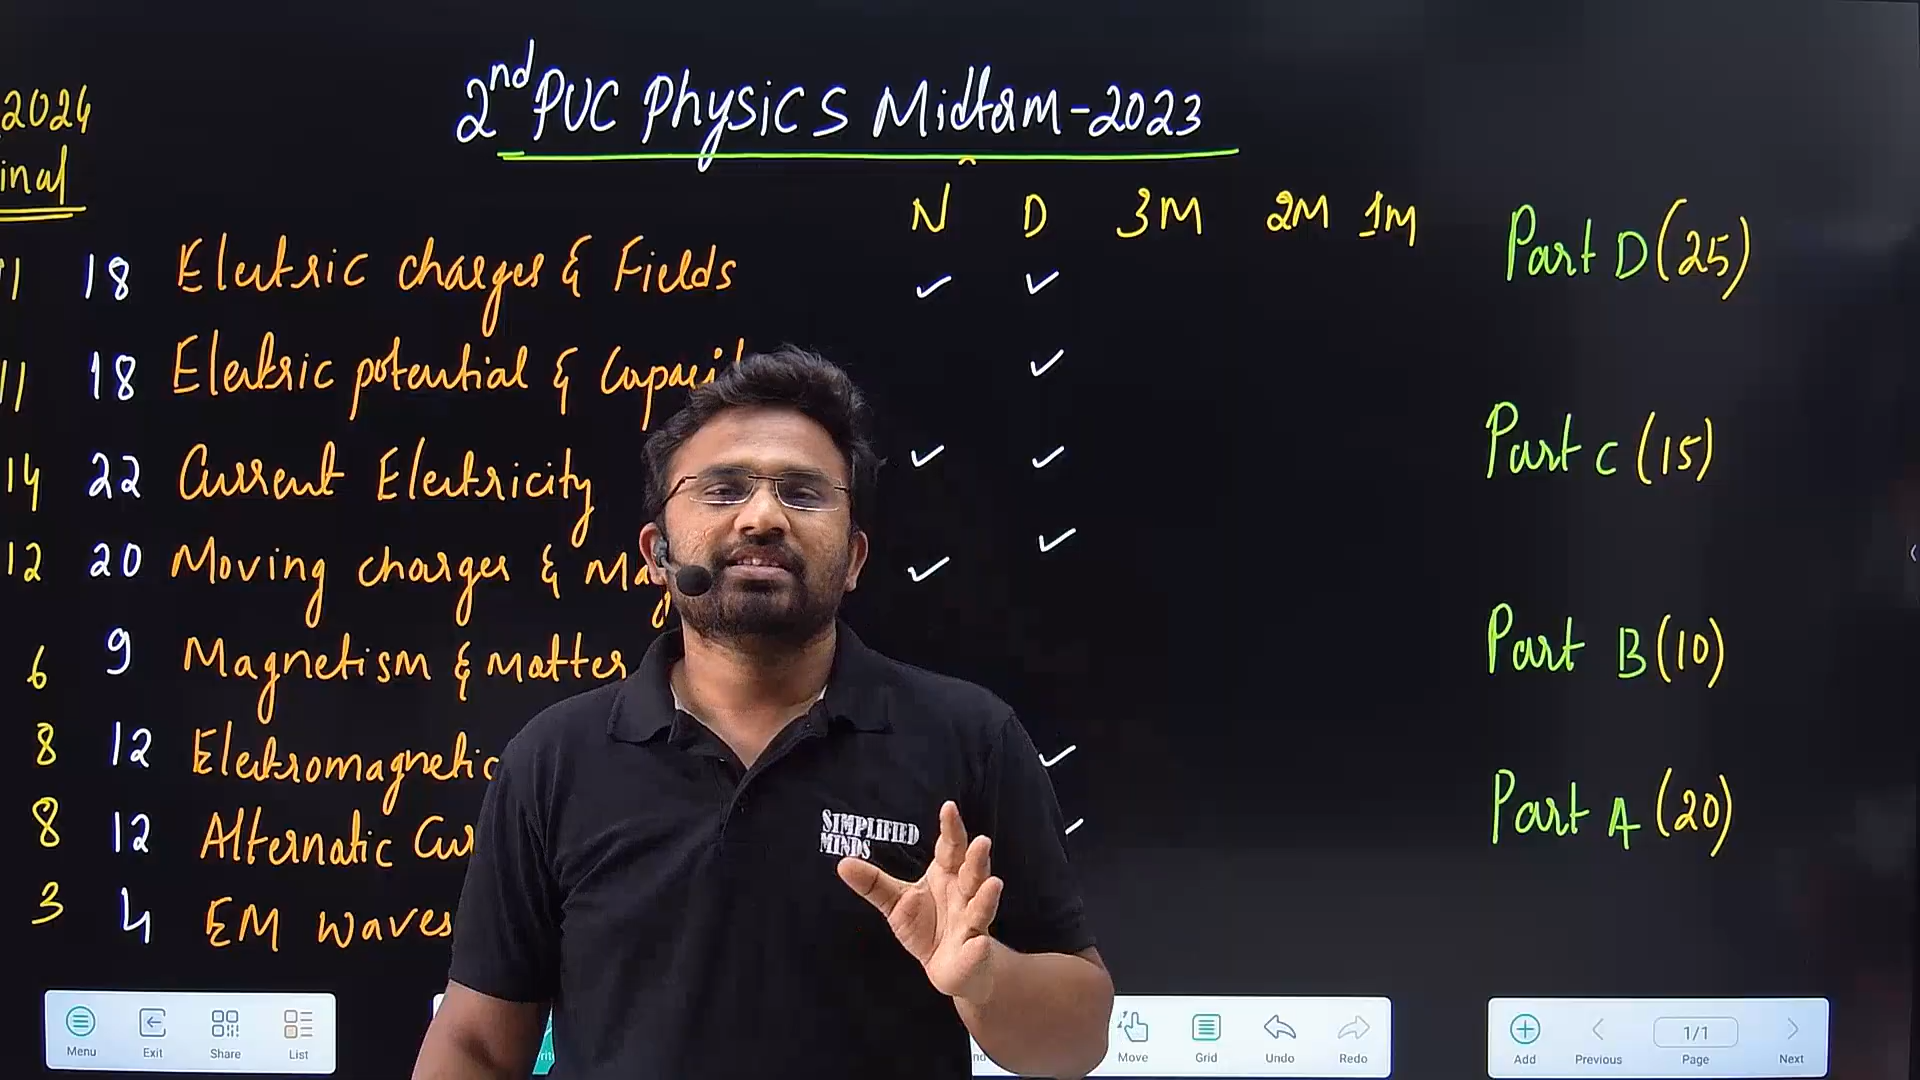 2nd PUC Physics Midterm-2023
2024
inal
N D 3M 2M 1M
11 18 Electric charges & Fields
Part D (25)
11 18 Electric potential &
14 22 Current Electricity
Part C (15)
12 20 Moving charges &
6 9 Magnetism & Matter
Part B (10)
8 12 Electromagnetic
8 12 Alternatic
Part A (20)
3 4 EM waves
SIMPLIFIED
MINDS
Menu Exit Share List Move Grid Undo Redo Add Previous 1/1 Page Next